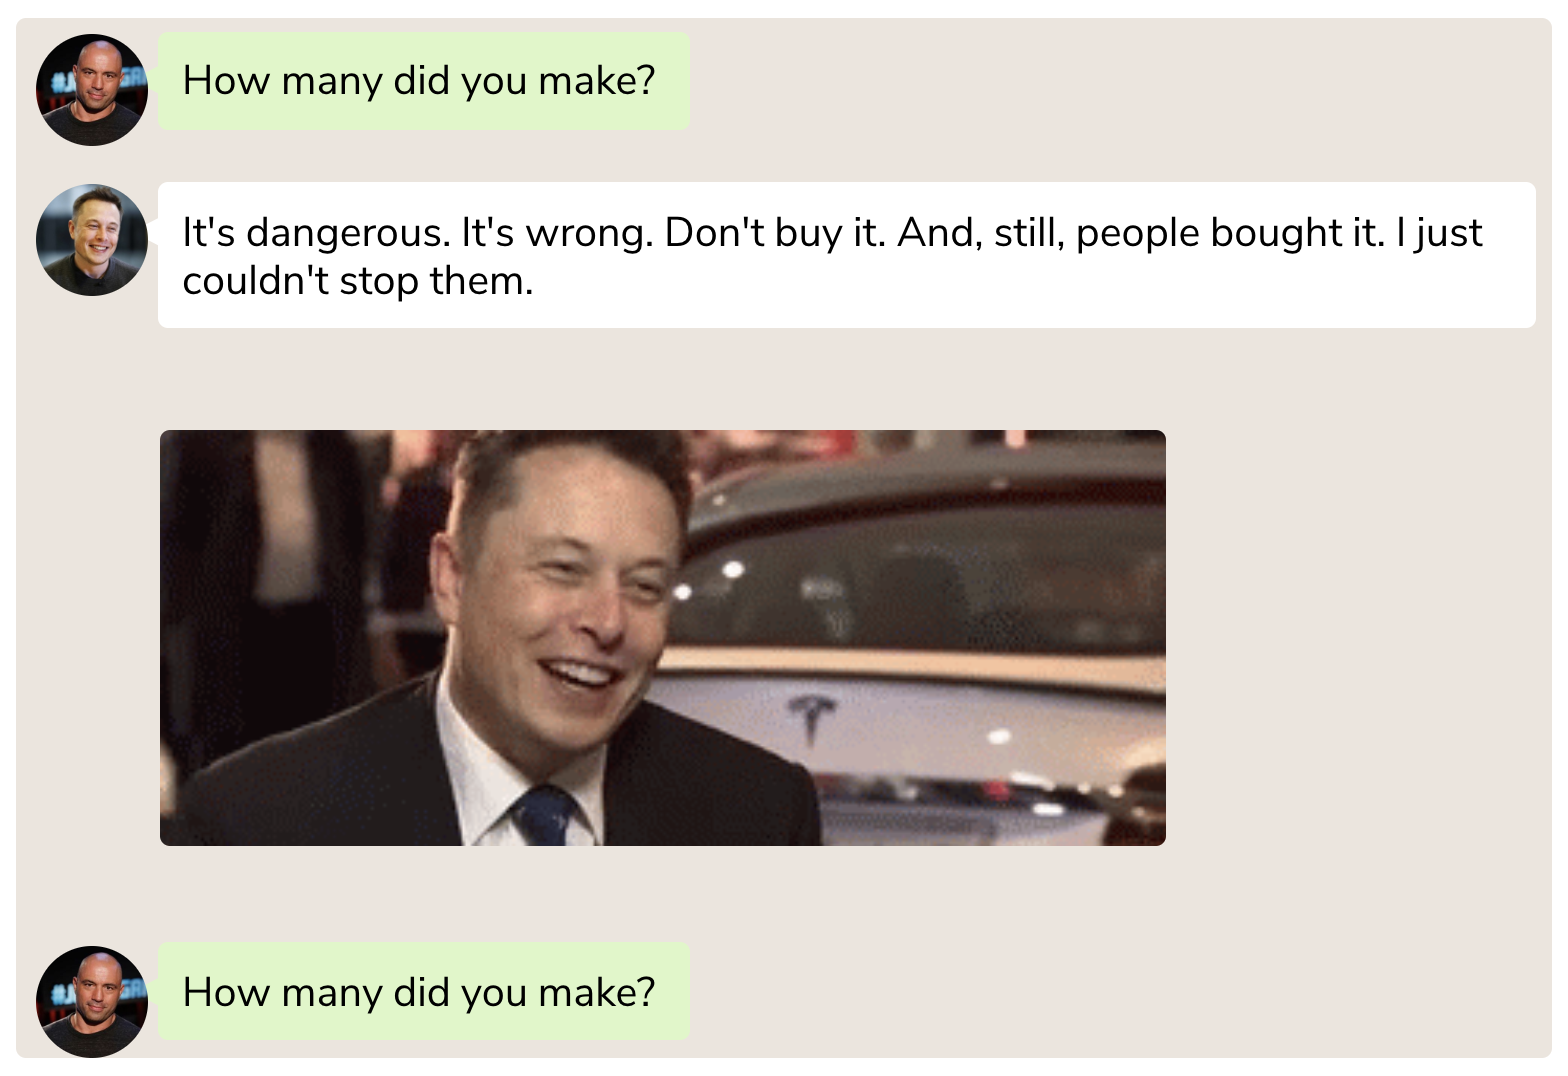 How many did you make?
It's dangerous. It's wrong. Don't buy it. And, still, people bought it. I just
couldn't stop them.
How many did you make?